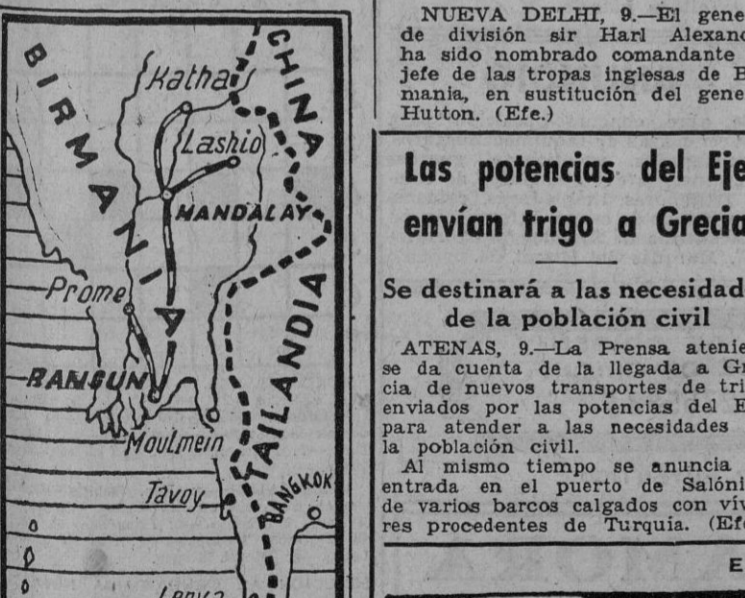 BIRMANIA
CHINA
Katha
Lashio
MANDALAY
Prome
RANGUN
Moulmein
TAILANDIA
Tavoy
BANGKOK
NUEVA DELHI, 9.—El gene
de división sir Harl Alexand
ha sido nombrado comandante
jefe de las tropas inglesas de B
mania, en sustitución del gene
Hutton. (Efe.)
Las potencias del Eje
envían trigo a Grecia
Se destinará a las necesidad
de la población civil
ATENAS, 9.—La Prensa atenie
se da cuenta de la llegada a Gr
cia de nuevos transportes de tri
enviados por las potencias del E
para atender a las necesidades
la población civil.
Al mismo tiempo se anuncia
entrada en el puerto de Salóni
de varios barcos calgados con viv
res procedentes de Turquia. (Efe
E